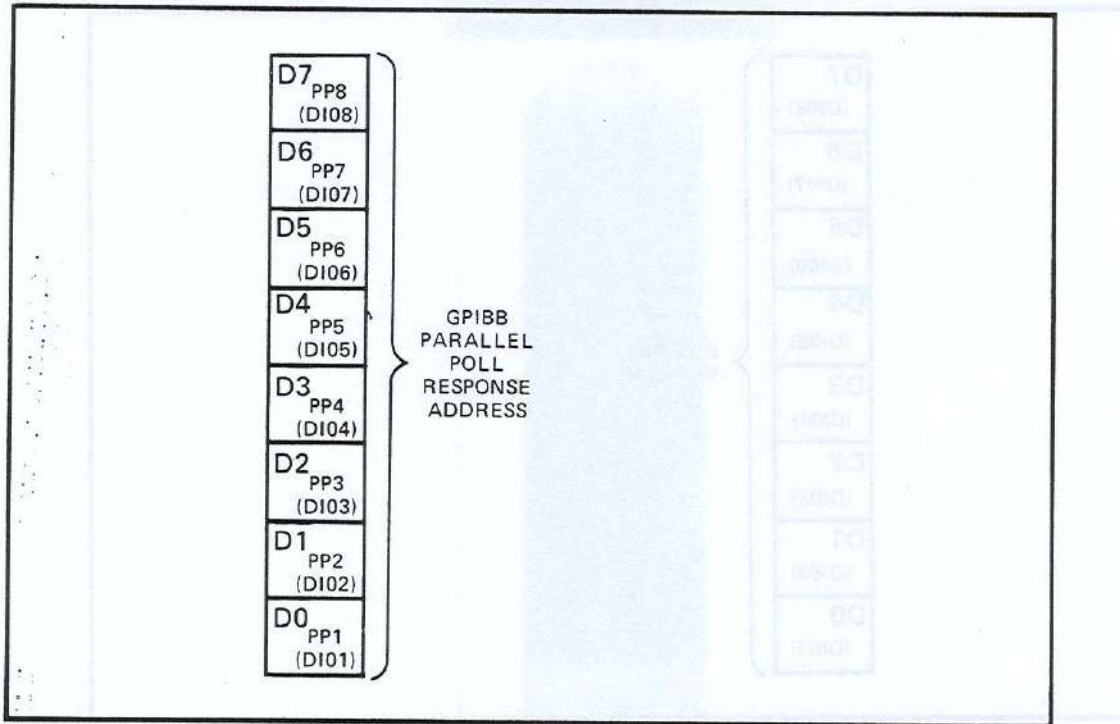 D7
PP8
(DI08)
D6
PP7
(DI07)
D5
PP6
(DI06)
D4
PP5
(DI05)
D3
PP4
(DI04)
D2
PP3
(DI03)
D1
PP2
(DI02)
D0
PP1
(DI01)
GPIBB
PARALLEL
POLL
RESPONSE
ADDRESS